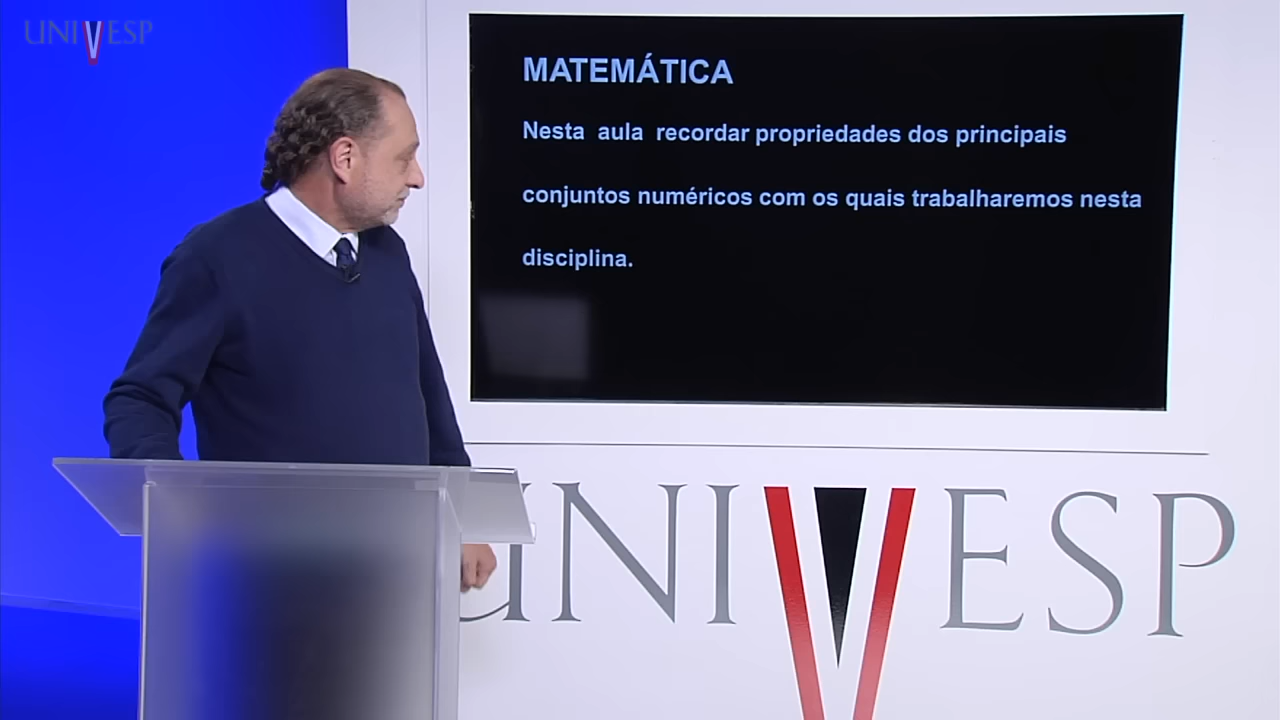 UNIVESP
MATEMÁTICA
Nesta aula recordar propriedades dos principais
conjuntos numéricos com os quais trabalharemos nesta
disciplina.
UNIVESP